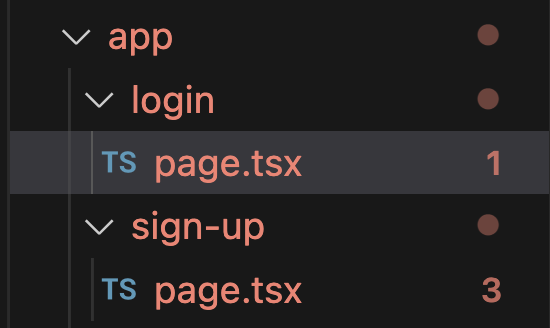 app
login
TS page.tsx 1
sign-up
TS page.tsx 3